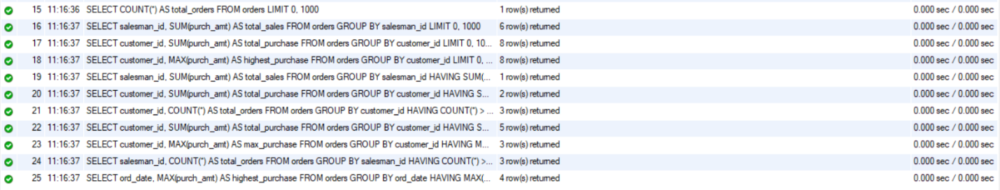 15 11:16:36 SELECT COUNT(*) AS total_orders FROM orders LIMIT 0, 1000 1 row(s) returned 0.000 sec / 0.000 sec
16 11:16:37 SELECT salesman_id, SUM(purch_amt) AS total_sales FROM orders GROUP BY salesman_id LIMIT 0, 1000 6 row(s) returned 0.000 sec / 0.000 sec
17 11:16:37 SELECT customer_id, SUM(purch_amt) AS total_purchase FROM orders GROUP BY customer_id LIMIT 0, 10... 8 row(s) returned 0.000 sec / 0.000 sec
18 11:16:37 SELECT customer_id, MAX(purch_amt) AS highest_purchase FROM orders GROUP BY customer_id LIMIT 0, ... 8 row(s) returned 0.000 sec / 0.000 sec
19 11:16:37 SELECT salesman_id, SUM(purch_amt) AS total_sales FROM orders GROUP BY salesman_id HAVING SUM(... 1 row(s) returned 0.000 sec / 0.000 sec
20 11:16:37 SELECT customer_id, SUM(purch_amt) AS total_purchase FROM orders GROUP BY customer_id HAVING S... 2 row(s) returned 0.000 sec / 0.000 sec
21 11:16:37 SELECT customer_id, COUNT(*) AS total_orders FROM orders GROUP BY customer_id HAVING COUNT(*) > ... 3 row(s) returned 0.000 sec / 0.000 sec
22 11:16:37 SELECT customer_id, SUM(purch_amt) AS total_purchase FROM orders GROUP BY customer_id HAVING S... 5 row(s) returned 0.000 sec / 0.000 sec
23 11:16:37 SELECT customer_id, MAX(purch_amt) AS max_purchase FROM orders GROUP BY customer_id HAVING M... 3 row(s) returned 0.000 sec / 0.000 sec
24 11:16:37 SELECT salesman_id, COUNT(*) AS total_orders FROM orders GROUP BY salesman_id HAVING COUNT(*) >... 3 row(s) returned 0.000 sec / 0.000 sec
25 11:16:37 SELECT ord_date, MAX(purch_amt) AS highest_purchase FROM orders GROUP BY ord_date HAVING MAX(... 4 row(s) returned 0.000 sec / 0.000 sec